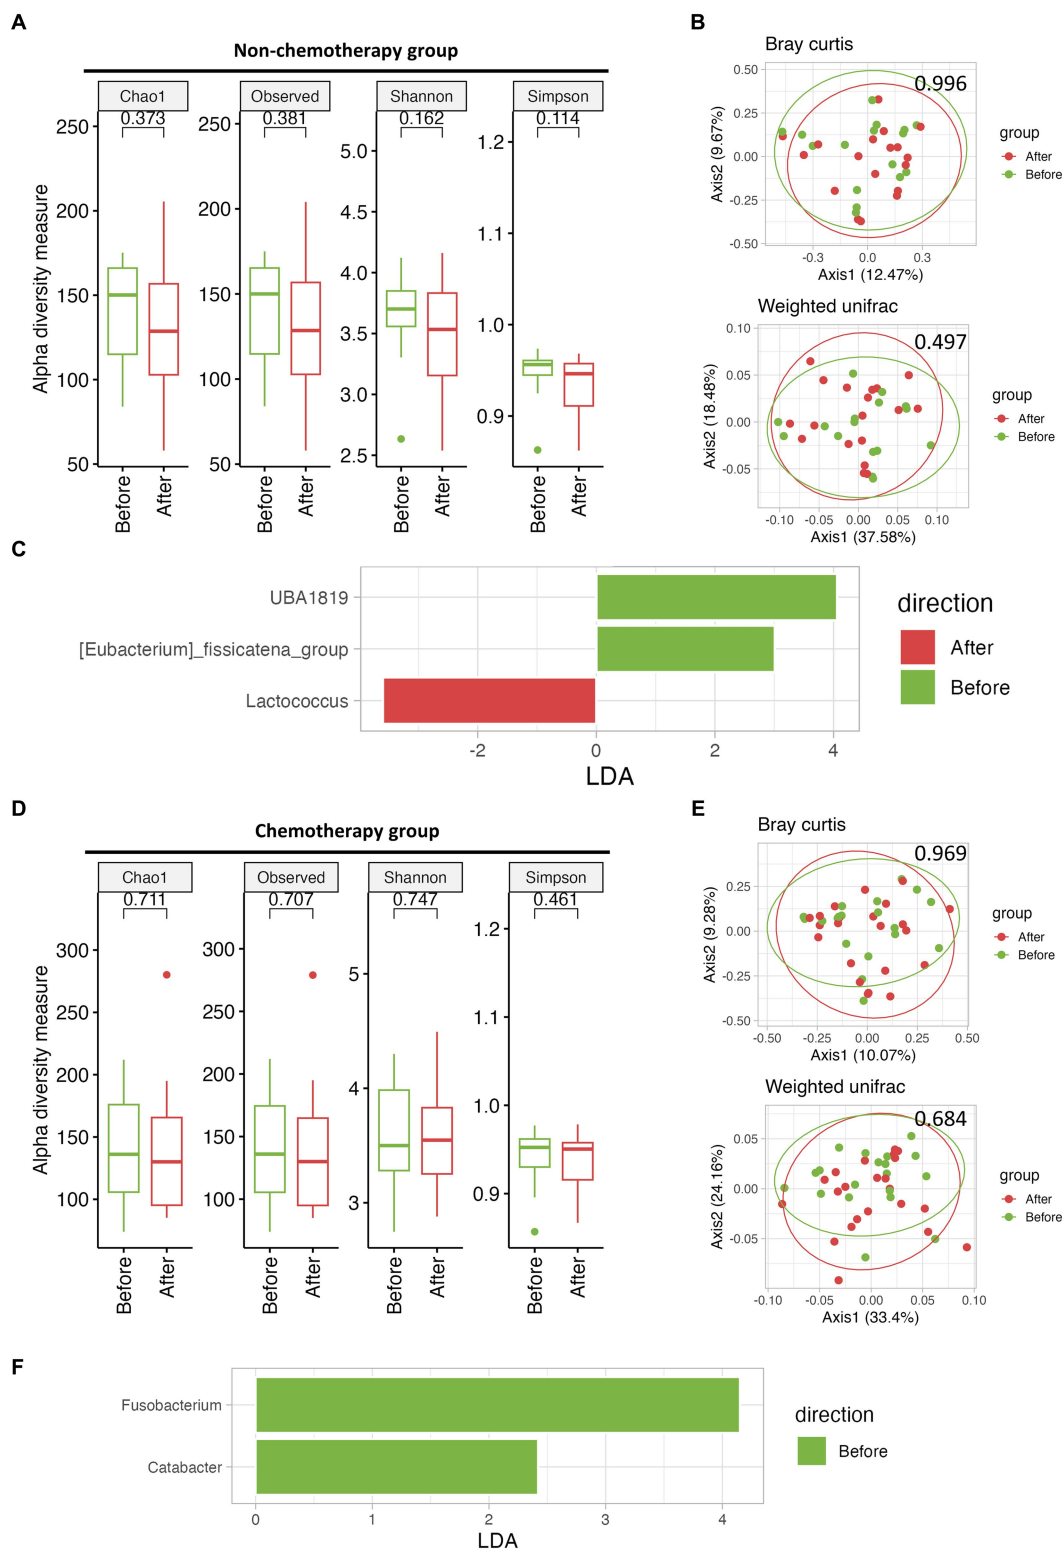 A
Non-chemotherapy group
Chao1
Observed
Shannon
Simpson
0.373
0.381
0.162
0.114
Alpha diversity measure
250
200
150
100
50
250
200
150
100
50
5.0
4.5
4.0
3.5
3.0
2.5
1.2
1.1
1.0
0.9
Before
After
Before
After
Before
After
Before
After
B
Bray curtis
0.996
Axis2 (9.67%)
0.50
0.25
0.00
-0.25
-0.50
-0.3
0.0
0.3
Axis1 (12.47%)
group
After
Before
Weighted unifrac
0.497
Axis2 (18.48%)
0.10
0.05
0.00
-0.05
-0.10
-0.05
0.00
0.05
0.10
Axis1 (37.58%)
group
After
Before
C
UBA1819
[Eubacterium]_fissicatena_group
Lactococcus
-2
0
2
4
LDA
direction
After
Before
D
Chemotherapy group
Chao1
Observed
Shannon
Simpson
0.711
0.707
0.747
0.461
Alpha diversity measure
300
250
200
150
100
300
250
200
150
100
5
4
3
1.2
1.1
1.0
0.9
Before
After
Before
After
Before
After
Before
After
E
Bray curtis
0.969
Axis2 (9.28%)
0.25
0.00
-0.25
-0.50
-0.50
-0.25
0.00
0.25
0.50
Axis1 (10.07%)
group
After
Before
Weighted unifrac
0.684
Axis2 (24.16%)
0.05
0.00
-0.05
-0.10
-0.05
0.00
0.05
0.10
Axis1 (33.4%)
group
After
Before
F
Fusobacterium
Catabacter
0
1
2
3
4
LDA
direction
Before